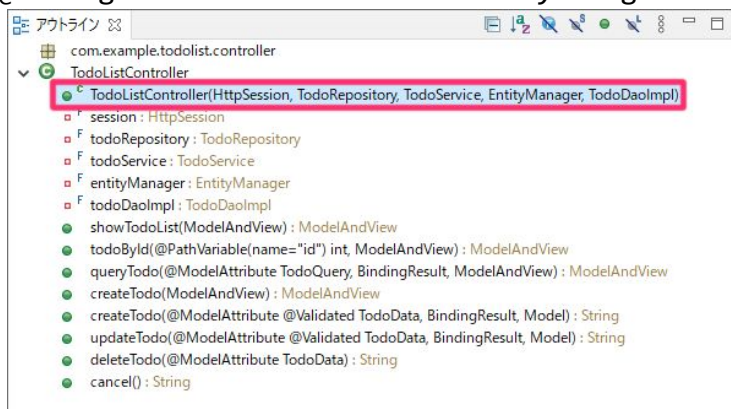 アウトライン
com.example.todolist.controller
TodoListController
TodoListController(HttpSession, TodoRepository, TodoService, EntityManager, TodoDaoImpl)
session : HttpSession
todoRepository : TodoRepository
todoService : TodoService
entityManager : EntityManager
todoDaoImpl : TodoDaoImpl
showTodoList(ModelAndView) : ModelAndView
todoById(@PathVariable(name="id") int, ModelAndView) : ModelAndView
queryTodo(@ModelAttribute TodoQuery, BindingResult, ModelAndView) : ModelAndView
createTodo(ModelAndView) : ModelAndView
createTodo(@ModelAttribute @Validated TodoData, BindingResult, Model) : String
updateTodo(@ModelAttribute @Validated TodoData, BindingResult, Model) : String
deleteTodo(@ModelAttribute TodoData) : String
cancel() : String